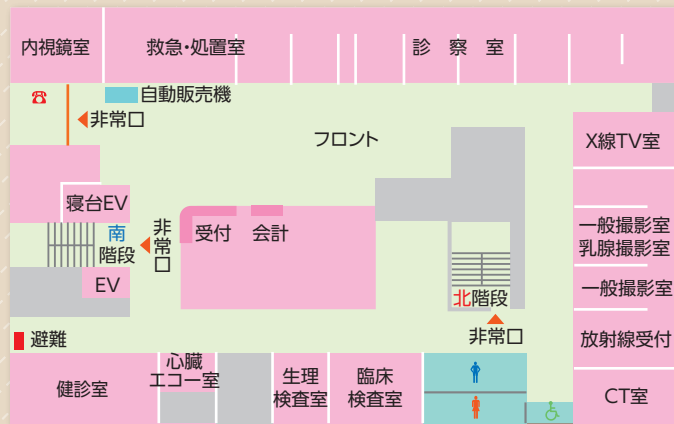 内視鏡室
救急・処置室
診察室
自動販売機
非常口
フロント
X線TV室
寝台EV
南
階段
非常口
受付
会計
一般撮影室
乳腺撮影室
EV
一般撮影室
北階段
非常口
避難
放射線受付
心臓
エコー室
健診室
生理
検査室
臨床
検査室
CT室